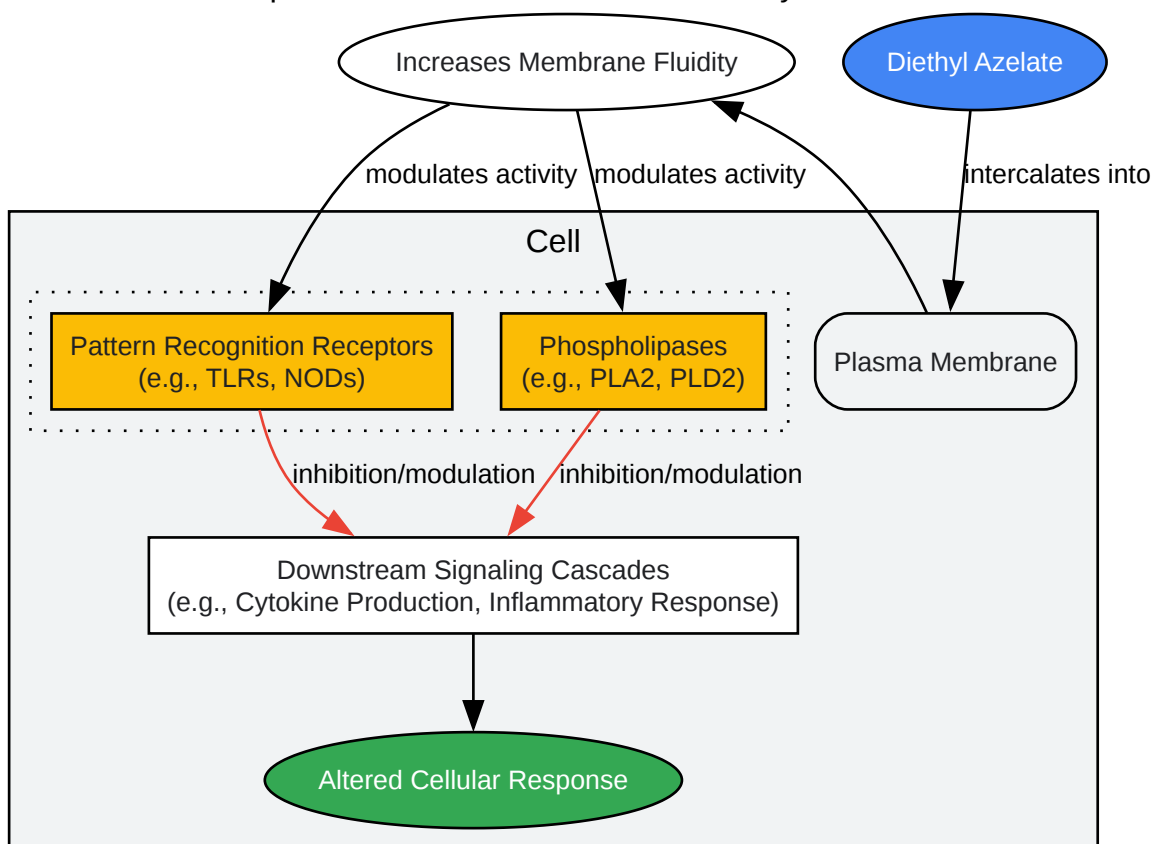 Increases Membrane Fluidity
Diethyl Azelate
modulates activity
modulates activity
intercalates into
Cell
Pattern Recognition Receptors
(e.g., TLRs, NODs)
Phospholipases
(e.g., PLA2, PLD2)
Plasma Membrane
inhibition/modulation
inhibition/modulation
Downstream Signaling Cascades
(e.g., Cytokine Production, Inflammatory Response)
Altered Cellular Response